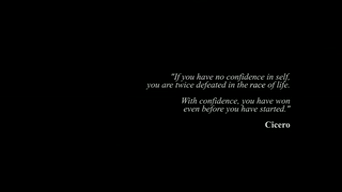 "If you have no confidence in self,
you are twice defeated in the race of life.
With confidence, you have won
even before you have started."
Cicero